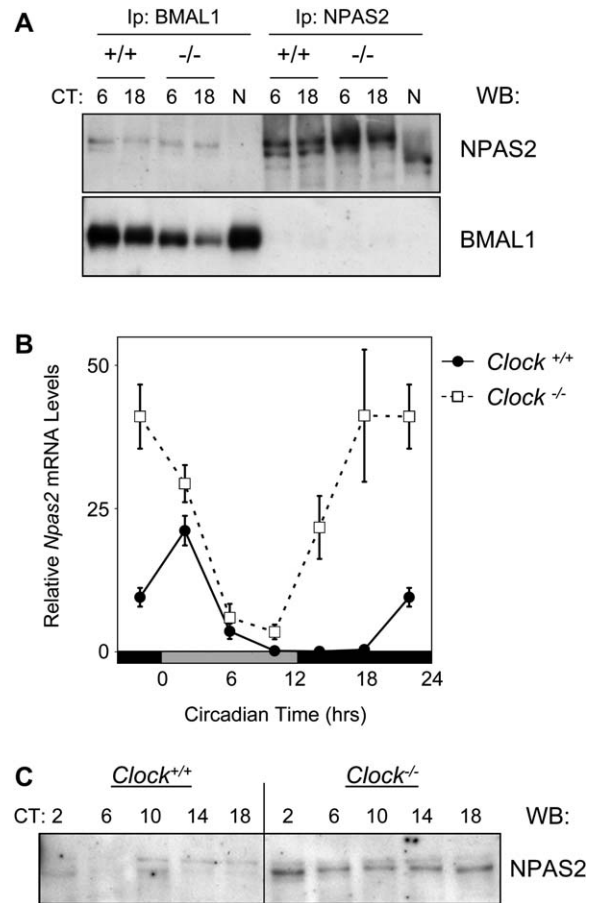 A
Ip: BMAL1 Ip: NPAS2
+/+ -/- +/+ -/-
CT: 6 18 6 18 N 6 18 6 18 N WB:
NPAS2
BMAL1
B
50
25
0
Relative Npas2 mRNA Levels
Clock +/+
Clock -/-
0 6 12 18 24
Circadian Time (hrs)
C
Clock+/+ Clock-/-
CT: 2 6 10 14 18 2 6 10 14 18 WB:
NPAS2